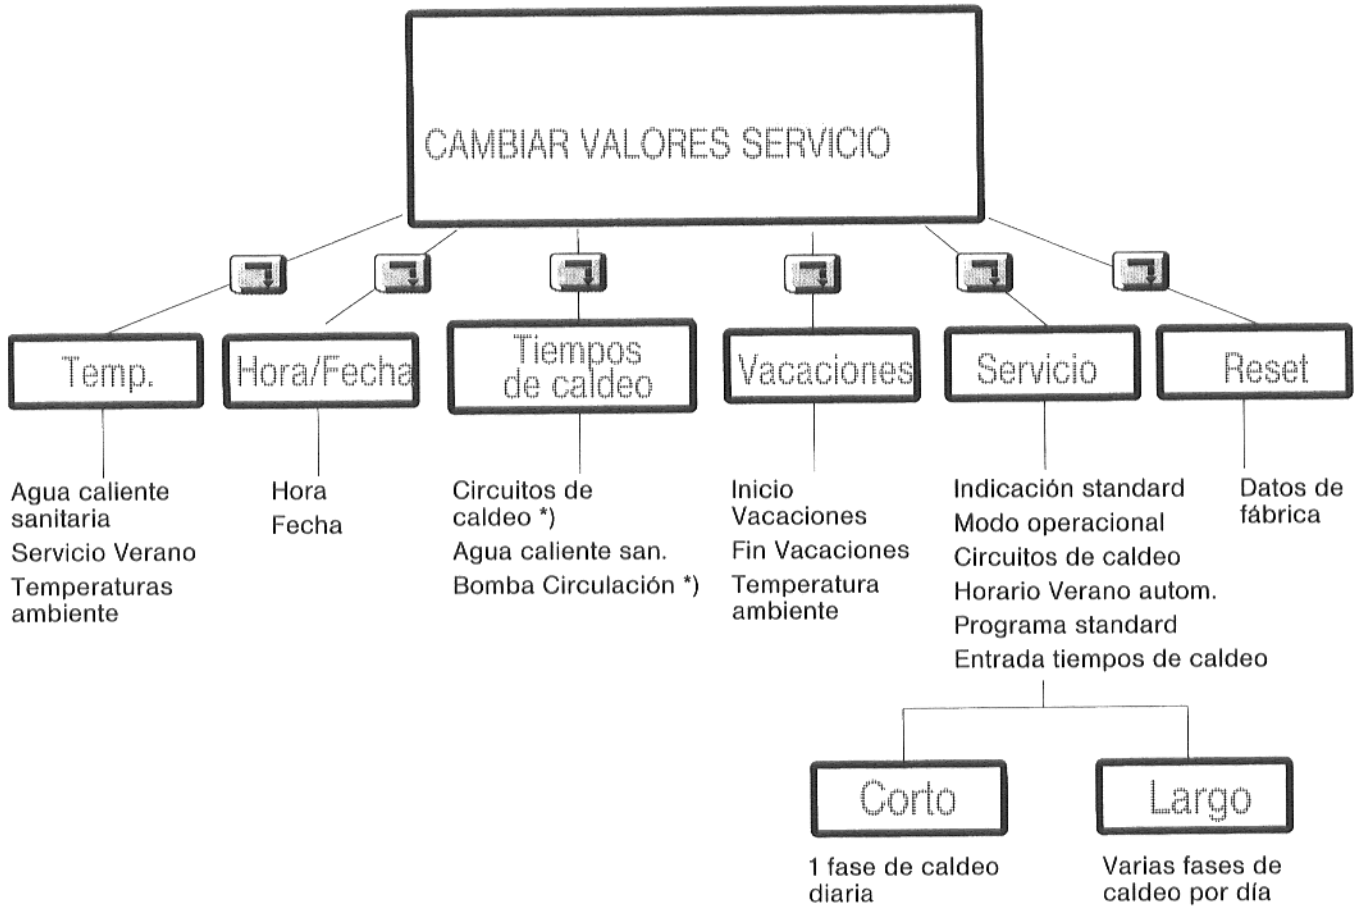 CAMBIAR VALORES SERVICIO
Temp.
Hora/Fecha
Tiempos
de caldeo
Vacaciones
Servicio
Reset
Agua caliente
sanitaria
Servicio Verano
Temperaturas
ambiente
Hora
Fecha
Circuitos de
caldeo *)
Agua caliente san.
Bomba Circulación *)
Inicio
Vacaciones
Fin Vacaciones
Temperatura
ambiente
Indicación standard
Modo operacional
Circuitos de caldeo
Horario Verano autom.
Programa standard
Entrada tiempos de caldeo
Datos de
fábrica
Corto
Largo
1 fase de caldeo
diaria
Varias fases de
caldeo por día